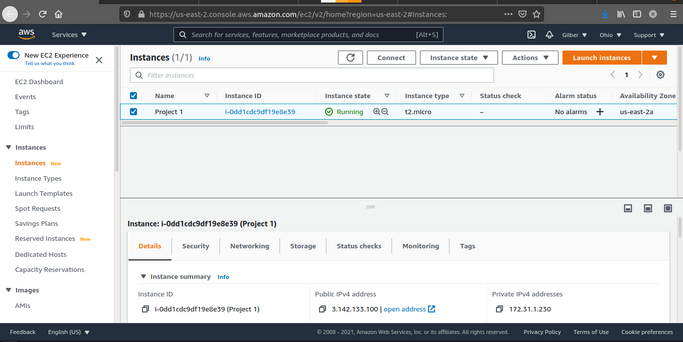 https://us-east-2.console.aws.amazon.com/ec2/v2/home?region=us-east-2#Instances:
aws
Services
Search for services, features, marketplace products, and docs
[Alt+S]
Gilber
Ohio
Support
New EC2 Experience
Tell us what you think
EC2 Dashboard
Events
Tags
Limits
Instances
Instances New
Instance Types
Launch Templates
Spot Requests
Savings Plans
Reserved Instances New
Dedicated Hosts
Capacity Reservations
Images
AMIs
Instances (1/1) Info
Connect
Instance state
Actions
Launch instances
Filter instances
1
Name Instance ID Instance state Instance type Status check Alarm status Availability Zone
Project 1 i-0dd1cdc9df19e8e39 Running t2.micro – No alarms + us-east-2a
Instance: i-0dd1cdc9df19e8e39 (Project 1)
Details Security Networking Storage Status checks Monitoring Tags
Instance summary Info
Instance ID Public IPv4 address Private IPv4 addresses
i-0dd1cdc9df19e8e39 (Project 1) 3.142.133.100 | open address 172.31.1.230
Feedback English (US) © 2008 - 2021, Amazon Web Services, Inc. or its affiliates. All rights reserved. Privacy Policy Terms of Use Cookie preferences